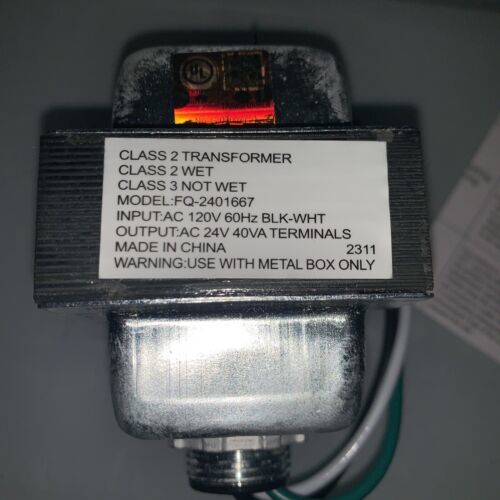 UL
CLASS 2 TRANSFORMER
CLASS 2 WET
CLASS 3 NOT WET
MODEL:FQ-2401667
INPUT:AC 120V 60Hz BLK-WHT
OUTPUT:AC 24V 40VA TERMINALS
MADE IN CHINA 2311
WARNING:USE WITH METAL BOX ONLY